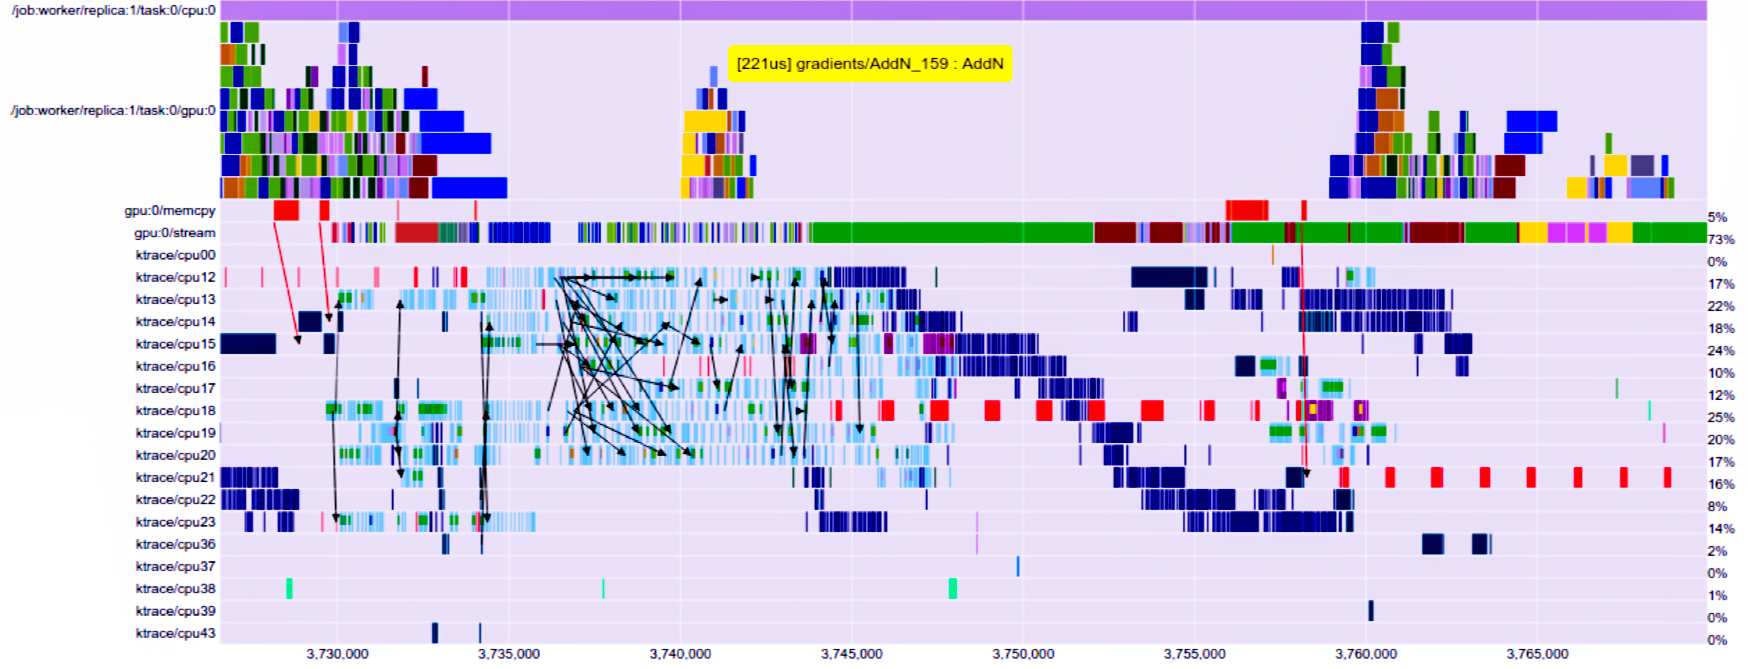 /job:worker/replica:1/task:0/cpu:0
[221us] gradients/AddN_159 : AddN
/job:worker/replica:1/task:0/gpu:0
gpu:0/memcpy 5%
gpu:0/stream 73%
ktrace/cpu00 0%
ktrace/cpu12 17%
ktrace/cpu13 22%
ktrace/cpu14 18%
ktrace/cpu15 24%
ktrace/cpu16 10%
ktrace/cpu17 12%
ktrace/cpu18 25%
ktrace/cpu19 20%
ktrace/cpu20 17%
ktrace/cpu21 16%
ktrace/cpu22 8%
ktrace/cpu23 14%
ktrace/cpu36 2%
ktrace/cpu37 0%
ktrace/cpu38 1%
ktrace/cpu39 0%
ktrace/cpu43 0%
3,730,000 3,735,000 3,740,000 3,745,000 3,750,000 3,755,000 3,760,000 3,765,000